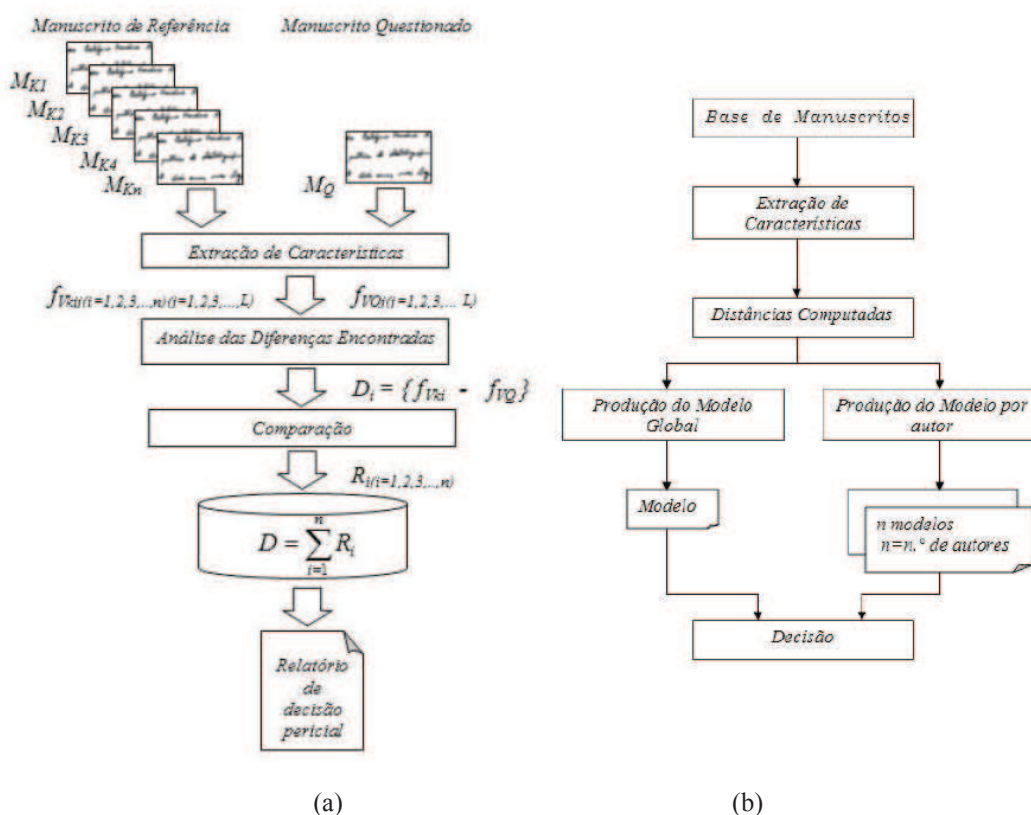 Manuscrito de Referência
Manuscrito Questionado
M_K1
M_K2
M_K3
M_K4
M_Kn
M_Q
Extração de Características
f_Vkii(i=1,2,3,...,n)(i=1,2,3,...,L)
f_VQi(i=1,2,3,... L)
Análise das Diferenças Encontradas
D_i = { f_Vki - f_VQ }
Comparação
R_i(i=1,2,3,...,n)
D = ∑_{i=1}^{n} R_i
Relatório
de
decisão
pericial
(a)
Base de Manuscritos
Extração de
Características
Distâncias Computadas
Produção do Modelo
Global
Produção do Modelo por
autor
Modelo
n modelos
n=n.º de autores
Decisão
(b)